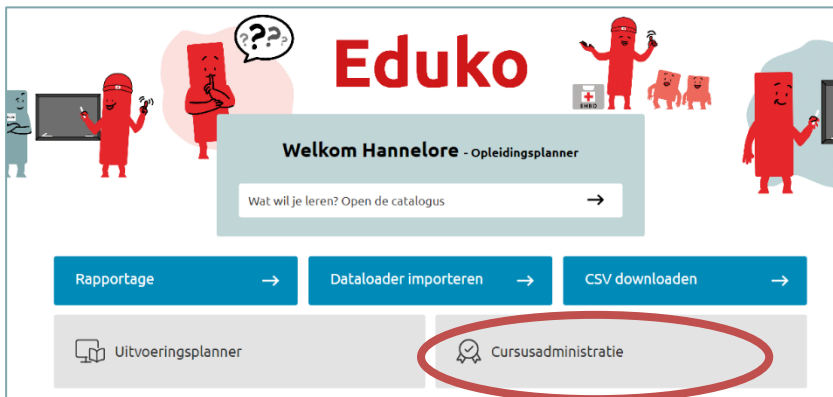 ???
Eduko
EHBO
Welkom Hannelore - Opleidingsplanner
Wat wil je leren? Open de catalogus →
Rapportage →
Dataloader importeren →
CSV downloaden →
Uitvoeringsplanner
Cursusadministratie